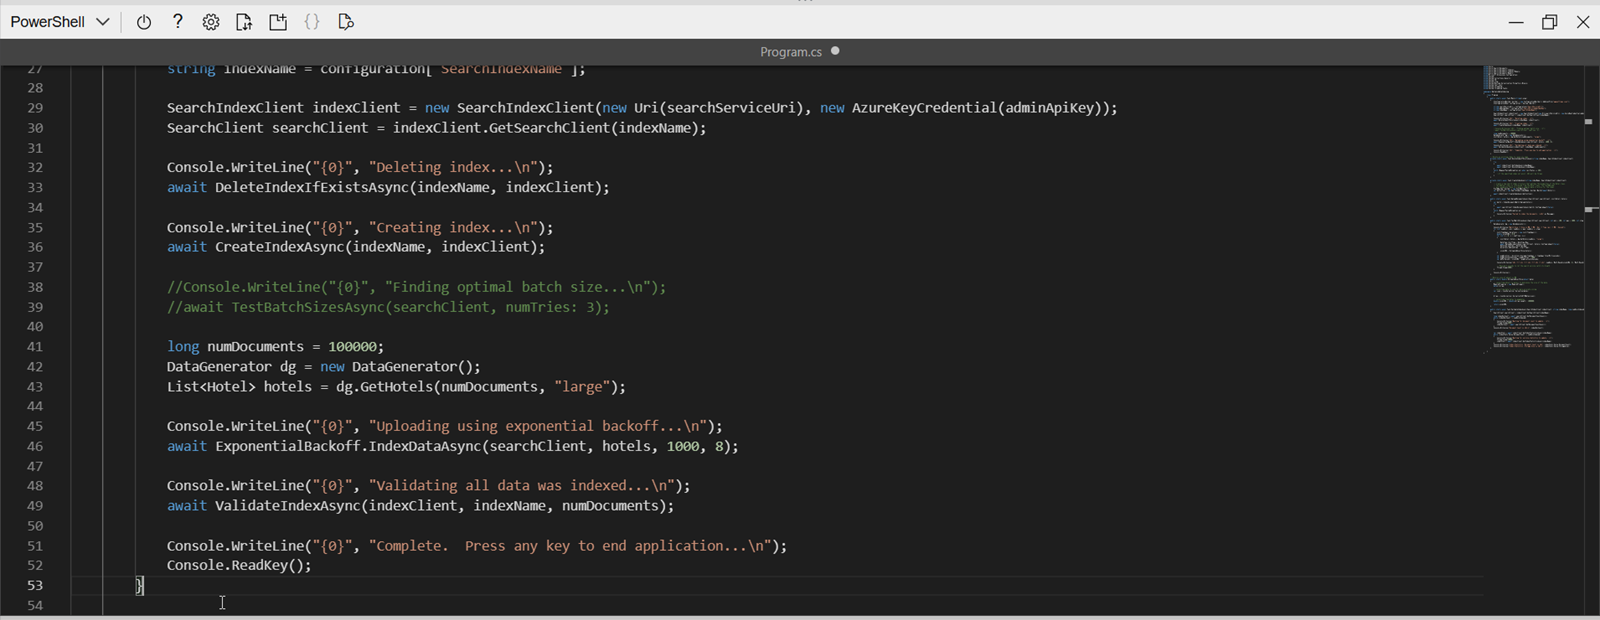 PowerShell
Program.cs
27 string indexName = configuration["SearchIndexName"];
28
29 SearchIndexClient indexClient = new SearchIndexClient(new Uri(searchServiceUri), new AzureKeyCredential(adminApiKey));
30 SearchClient searchClient = indexClient.GetSearchClient(indexName);
31
32 Console.WriteLine("{0}", "Deleting index...\n");
33 await DeleteIndexIfExistsAsync(indexName, indexClient);
34
35 Console.WriteLine("{0}", "Creating index...\n");
36 await CreateIndexAsync(indexName, indexClient);
37
38 //Console.WriteLine("{0}", "Finding optimal batch size...\n");
39 //await TestBatchSizesAsync(searchClient, numTries: 3);
40
41 long numDocuments = 100000;
42 DataGenerator dg = new DataGenerator();
43 List<Hotel> hotels = dg.GetHotels(numDocuments, "large");
44
45 Console.WriteLine("{0}", "Uploading using exponential backoff...\n");
46 await ExponentialBackoff.IndexDataAsync(searchClient, hotels, 1000, 8);
47
48 Console.WriteLine("{0}", "Validating all data was indexed...\n");
49 await ValidateIndexAsync(indexClient, indexName, numDocuments);
50
51 Console.WriteLine("{0}", "Complete.  Press any key to end application...\n");
52 Console.ReadKey();
53 }
54